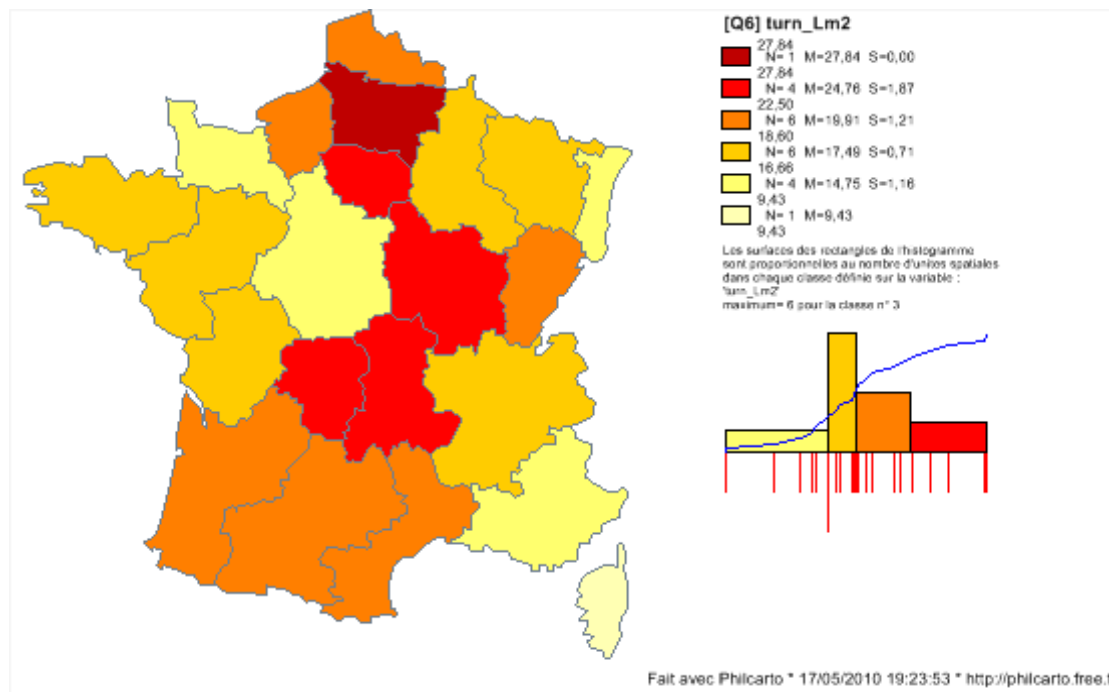 [Q6] turn_Lm2
27,84
N= 1 M=27,84 S=0,00
27,84
N= 4 M=24,76 S=1,87
22,50
N= 6 M=19,91 S=1,21
18,60
N= 6 M=17,49 S=0,71
16,66
N= 4 M=14,75 S=1,16
9,43
N= 1 M=9,43
9,43
Les surfaces des rectangles de l'histogramme
sont proportionnelles au nombre d'unites spatiales
dans chaque classe définie sur la variable :
'turn_Lm2'
maximum= 6 pour la classe n° 3
Fait avec Philcarto * 17/05/2010 19:23:53 * http://philcarto.free.f